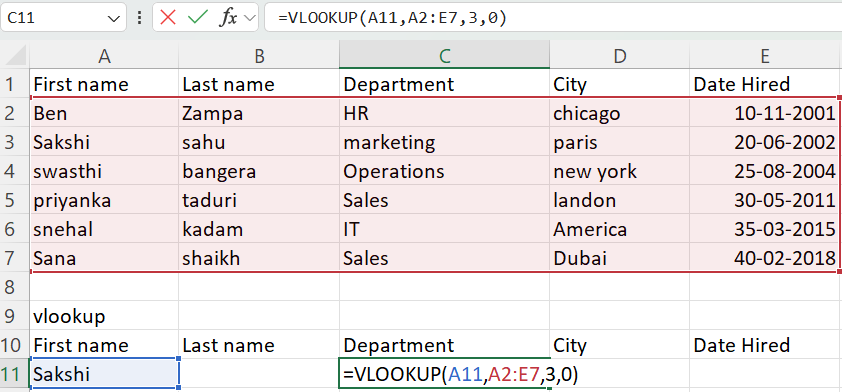 C11 fx =VLOOKUP(A11,A2:E7,3,0)
A B C D E
1 First name Last name Department City Date Hired
2 Ben Zampa HR chicago 10-11-2001
3 Sakshi sahu marketing paris 20-06-2002
4 swasthi bangera Operations new york 25-08-2004
5 priyanka taduri Sales landon 30-05-2011
6 snehal kadam IT America 35-03-2015
7 Sana shaikh Sales Dubai 40-02-2018
8
9 vlookup
10 First name Last name Department City Date Hired
11 Sakshi =VLOOKUP(A11,A2:E7,3,0)